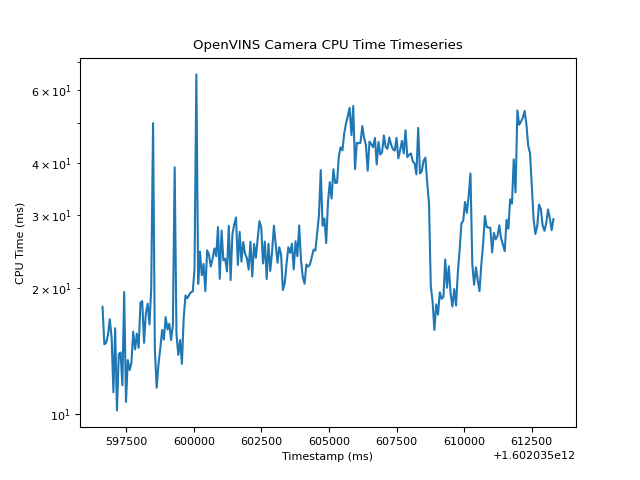 OpenVINS Camera CPU Time Timeseries
CPU Time (ms)
6 × 10¹
4 × 10¹
3 × 10¹
2 × 10¹
10¹
597500 600000 602500 605000 607500 610000 612500
Timestamp (ms)
+1.602035e12